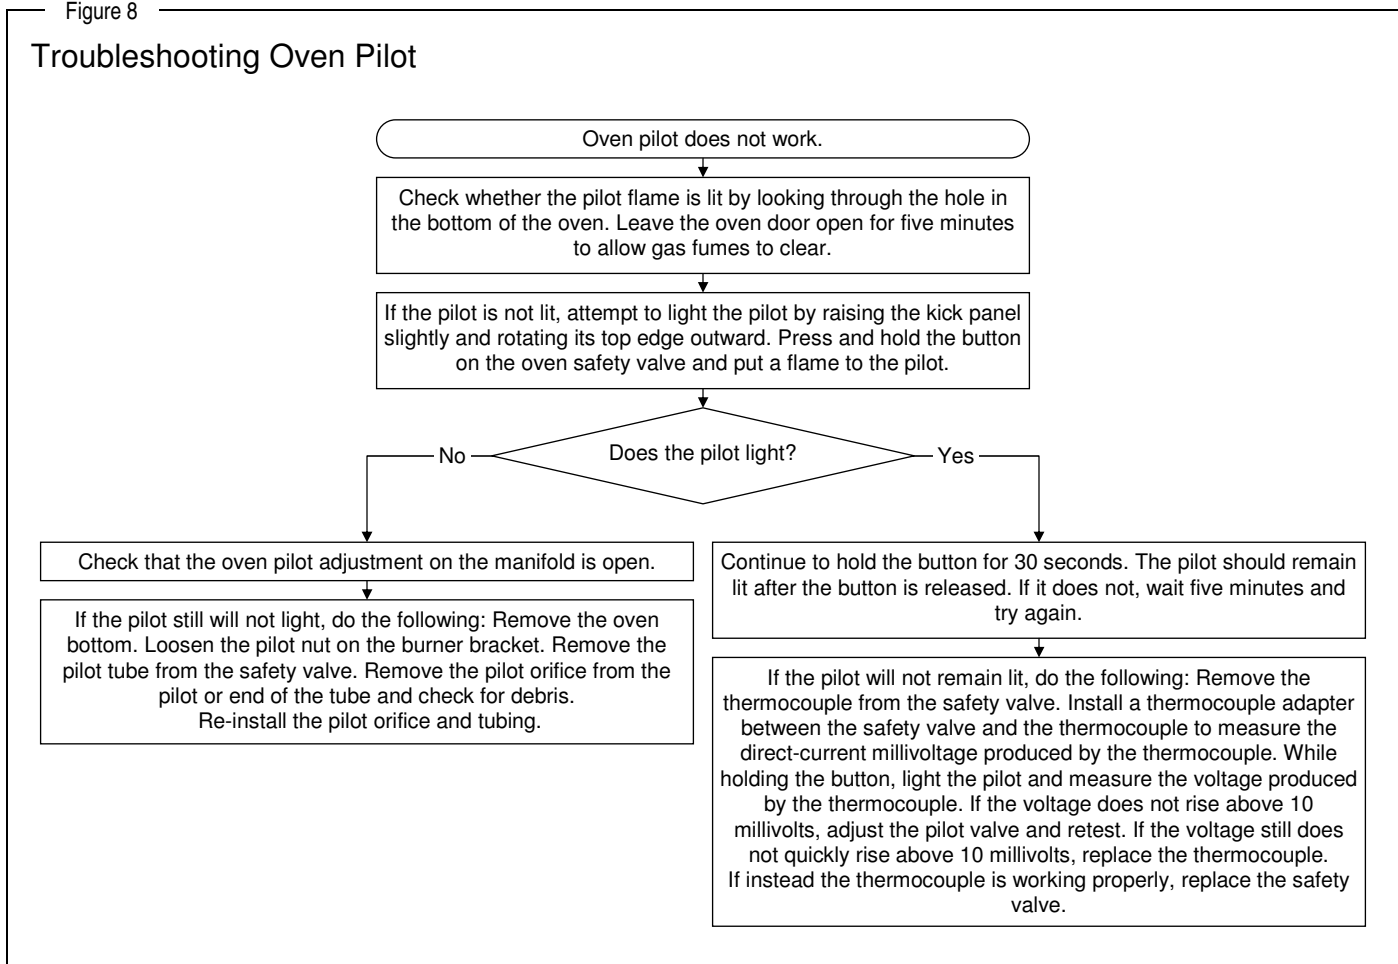 Figure 8
Troubleshooting Oven Pilot
Oven pilot does not work.
Check whether the pilot flame is lit by looking through the hole in
the bottom of the oven. Leave the oven door open for five minutes
to allow gas fumes to clear.
If the pilot is not lit, attempt to light the pilot by raising the kick panel
slightly and rotating its top edge outward. Press and hold the button
on the oven safety valve and put a flame to the pilot.
Does the pilot light?
No
Yes
Check that the oven pilot adjustment on the manifold is open.
If the pilot still will not light, do the following: Remove the oven
bottom. Loosen the pilot nut on the burner bracket. Remove the
pilot tube from the safety valve. Remove the pilot orifice from the
pilot or end of the tube and check for debris.
Re-install the pilot orifice and tubing.
Continue to hold the button for 30 seconds. The pilot should remain
lit after the button is released. If it does not, wait five minutes and
try again.
If the pilot will not remain lit, do the following: Remove the
thermocouple from the safety valve. Install a thermocouple adapter
between the safety valve and the thermocouple to measure the
direct-current millivoltage produced by the thermocouple. While
holding the button, light the pilot and measure the voltage produced
by the thermocouple. If the voltage does not rise above 10
millivolts, adjust the pilot valve and retest. If the voltage still does
not quickly rise above 10 millivolts, replace the thermocouple.
If instead the thermocouple is working properly, replace the safety
valve.